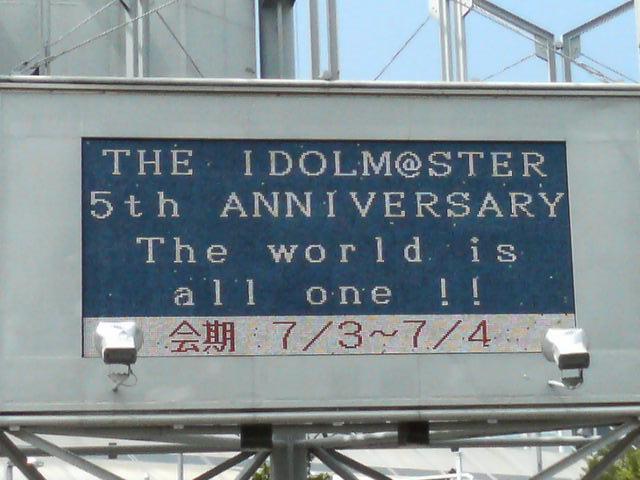 THE IDOLM@STER
5th ANNIVERSARY
The world is
all one !!
会期 7/3~7/4